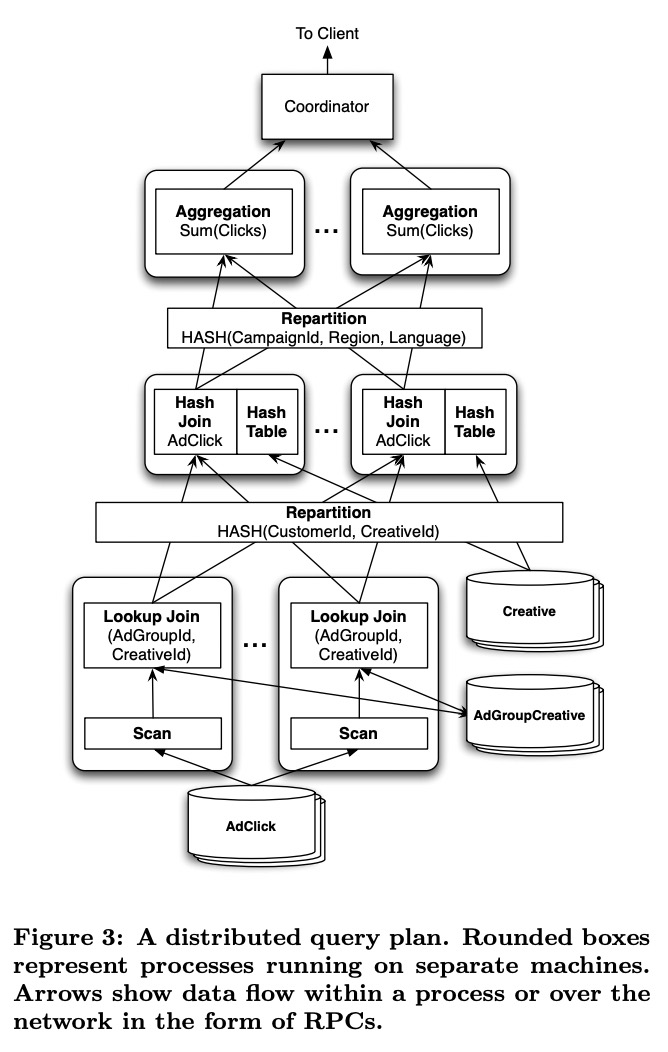 To Client
Coordinator
Aggregation
Sum(Clicks)
...
Aggregation
Sum(Clicks)
Repartition
HASH(CampaignId, Region, Language)
Hash
Join
AdClick
Hash
Table
...
Hash
Join
AdClick
Hash
Table
Repartition
HASH(CustomerId, CreativeId)
Lookup Join
(AdGroupId,
CreativeId)
...
Lookup Join
(AdGroupId,
CreativeId)
Creative
AdGroupCreative
Scan
Scan
AdClick
Figure 3: A distributed query plan. Rounded boxes
represent processes running on separate machines.
Arrows show data flow within a process or over the
network in the form of RPCs.